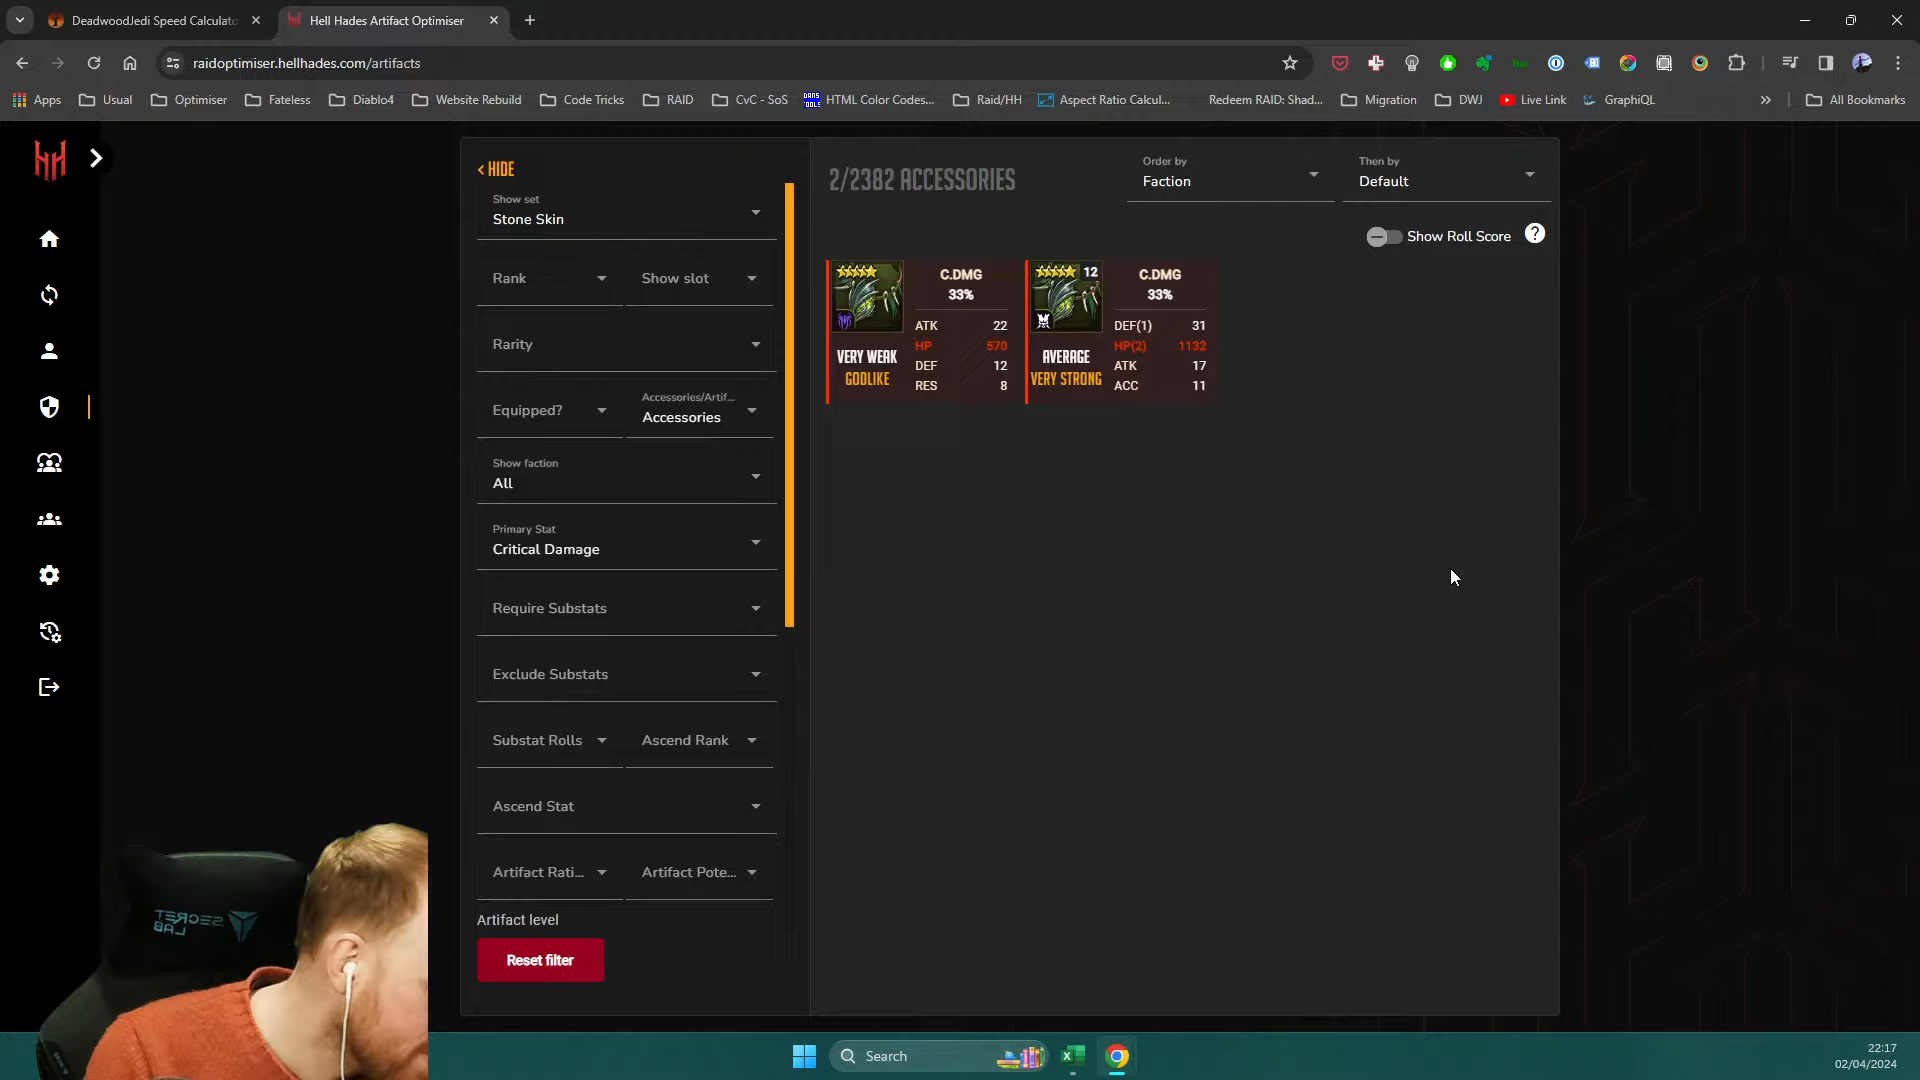 DeadwoodJedi Speed Calculato
Hell Hades Artifact Optimiser
raidoptimiser.hellhades.com/artifacts
Apps
Usual
Optimiser
Fateless
Diablo4
Website Rebuild
Code Tricks
RAID
CvC - SoS
HTML Color Codes...
Raid/HH
Aspect Ratio Calcul...
Redeem RAID: Shad...
Migration
DWJ
Live Link
GraphiQL
All Bookmarks
HIDE
Show set
Stone Skin
Rank
Show slot
Rarity
Equipped?
Accessories/Artif...
Accessories
Show faction
All
Primary Stat
Critical Damage
Require Substats
Exclude Substats
Substat Rolls
Ascend Rank
Ascend Stat
Artifact Rati...
Artifact Pote...
Artifact level
Reset filter
2/2382 ACCESSORIES
Order by
Faction
Then by
Default
Show Roll Score
C.DMG
33%
ATK 22
HP 570
DEF 12
RES 8
VERY WEAK
GODLIKE
12
C.DMG
33%
DEF(1) 31
HP(2) 1132
ATK 17
ACC 11
AVERAGE
VERY STRONG
SECRET
LAB
Search
22:17
02/04/2024